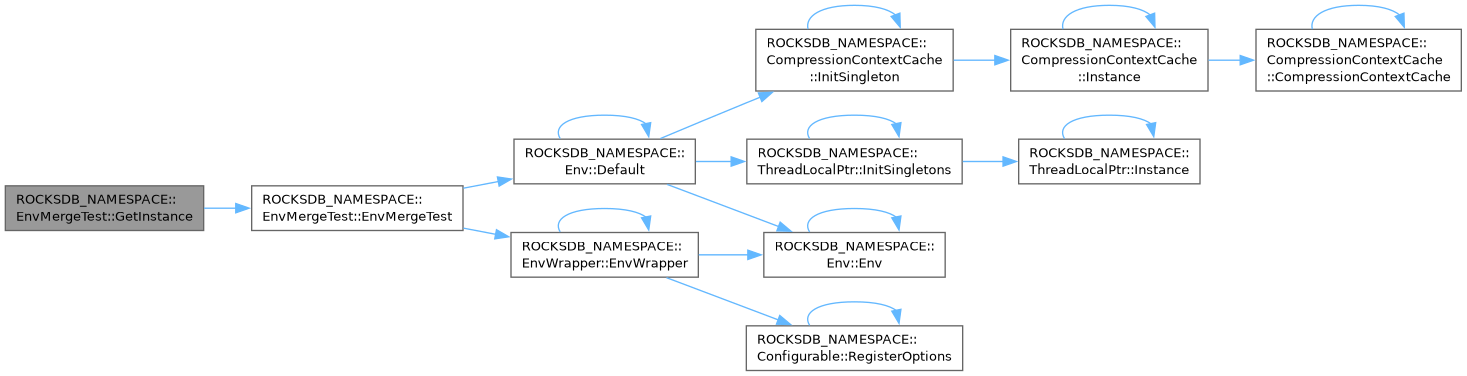 ROCKSDB_NAMESPACE::
EnvMergeTest::GetInstance
ROCKSDB_NAMESPACE::
EnvMergeTest::EnvMergeTest
ROCKSDB_NAMESPACE::
Env::Default
ROCKSDB_NAMESPACE::
CompressionContextCache
::InitSingleton
ROCKSDB_NAMESPACE::
CompressionContextCache
::Instance
ROCKSDB_NAMESPACE::
CompressionContextCache
::CompressionContextCache
ROCKSDB_NAMESPACE::
ThreadLocalPtr::InitSingletons
ROCKSDB_NAMESPACE::
ThreadLocalPtr::Instance
ROCKSDB_NAMESPACE::
EnvWrapper::EnvWrapper
ROCKSDB_NAMESPACE::
Env::Env
ROCKSDB_NAMESPACE::
Configurable::RegisterOptions